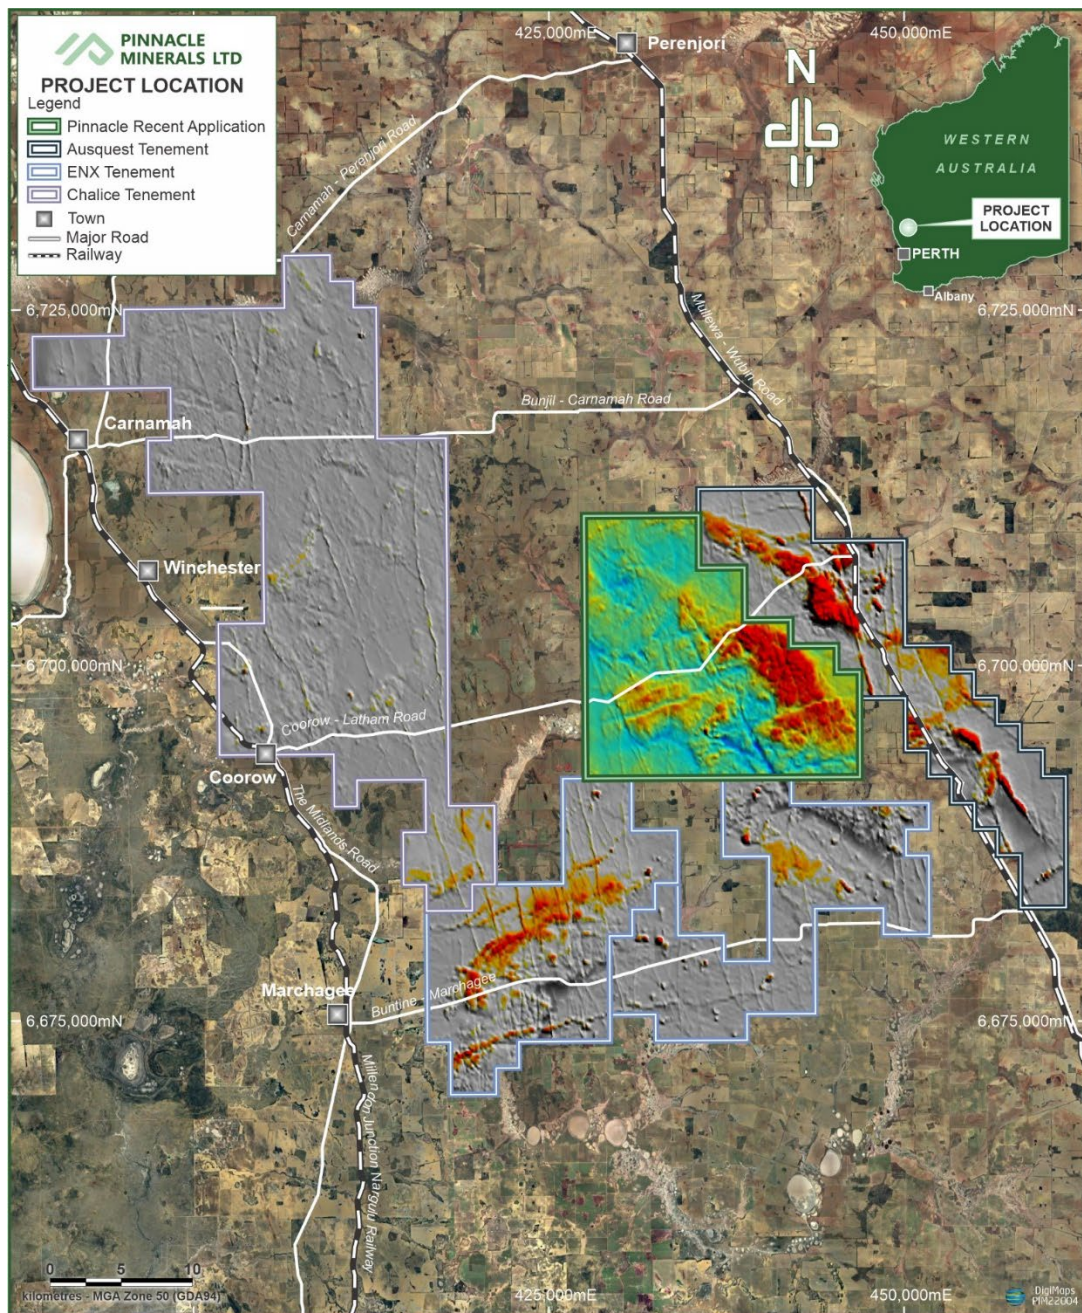 PINNACLE
MINERALS LTD
PROJECT LOCATION
Legend
Pinnacle Recent Application
Ausquest Tenement
ENX Tenement
Chalice Tenement
Town
Major Road
Railway
425,000mE
450,000mE
Perenjori
N
WESTERN
AUSTRALIA
PROJECT
LOCATION
PERTH
Albany
Carnamah - Perenjori Road
6,725,000mN
6,725,000mN
Mullewa - Wubin Road
Bunjil - Carnamah Road
Carnamah
Winchester
6,700,000mN
6,700,000mN
Coorow - Latham Road
Coorow
The Midlands Road
Marchagee
Buntine - Marchagee
6,675,000mN
6,675,000mN
Millendon Junction Narguly Railway
0 5 10
kilometres - MGA Zone 50 (GDA94)
425,000mE
450,000mE
DigiMaps
PIM22004